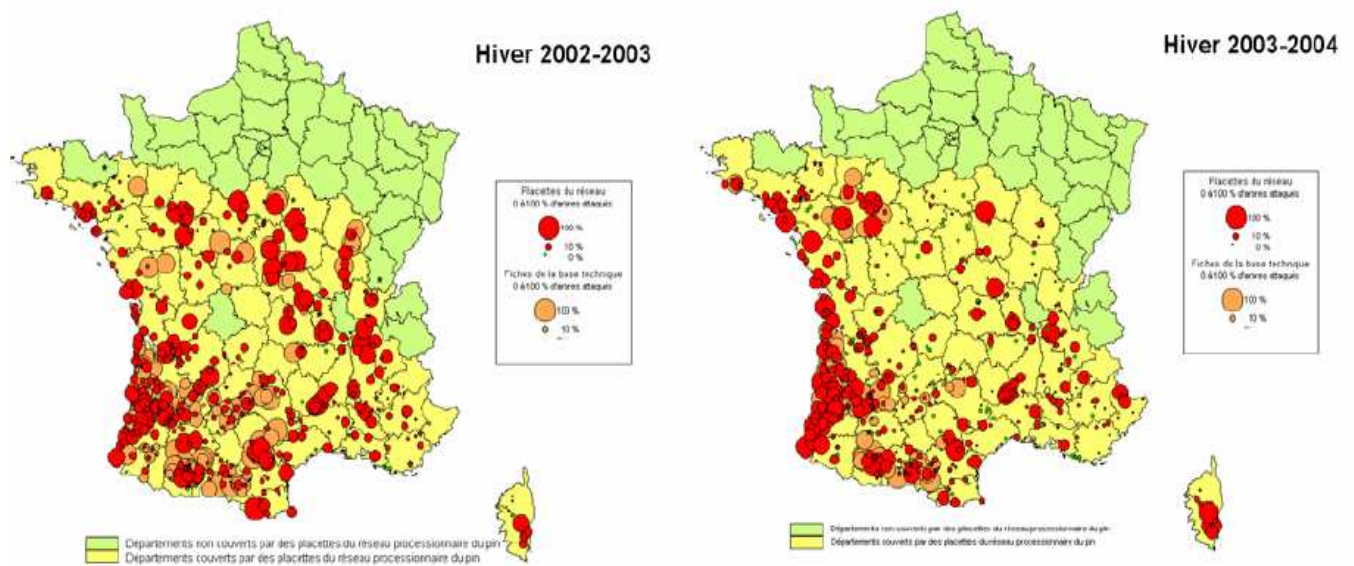 Hiver 2002-2003
Placettes du réseau
0 à100 % d'arbres attaqués
100 %
10 %
0 %
Fiches de la base technique
0 à100 % d'arbres attaqués
100 %
10 %
Départements non couverts par des placettes du réseau processionnaire du pin
Départements couverts par des placettes du réseau processionnaire du pin
Hiver 2003-2004
Placettes du réseau
0 à100 % d'arbres attaqués
100 %
10 %
0 %
Fiches de la base technique
0 à100 % d'arbres attaqués
100 %
10 %
Départements non couverts par des placettes du réseau processionnaire du pin
Départements couverts par des placettes du réseau processionnaire du pin